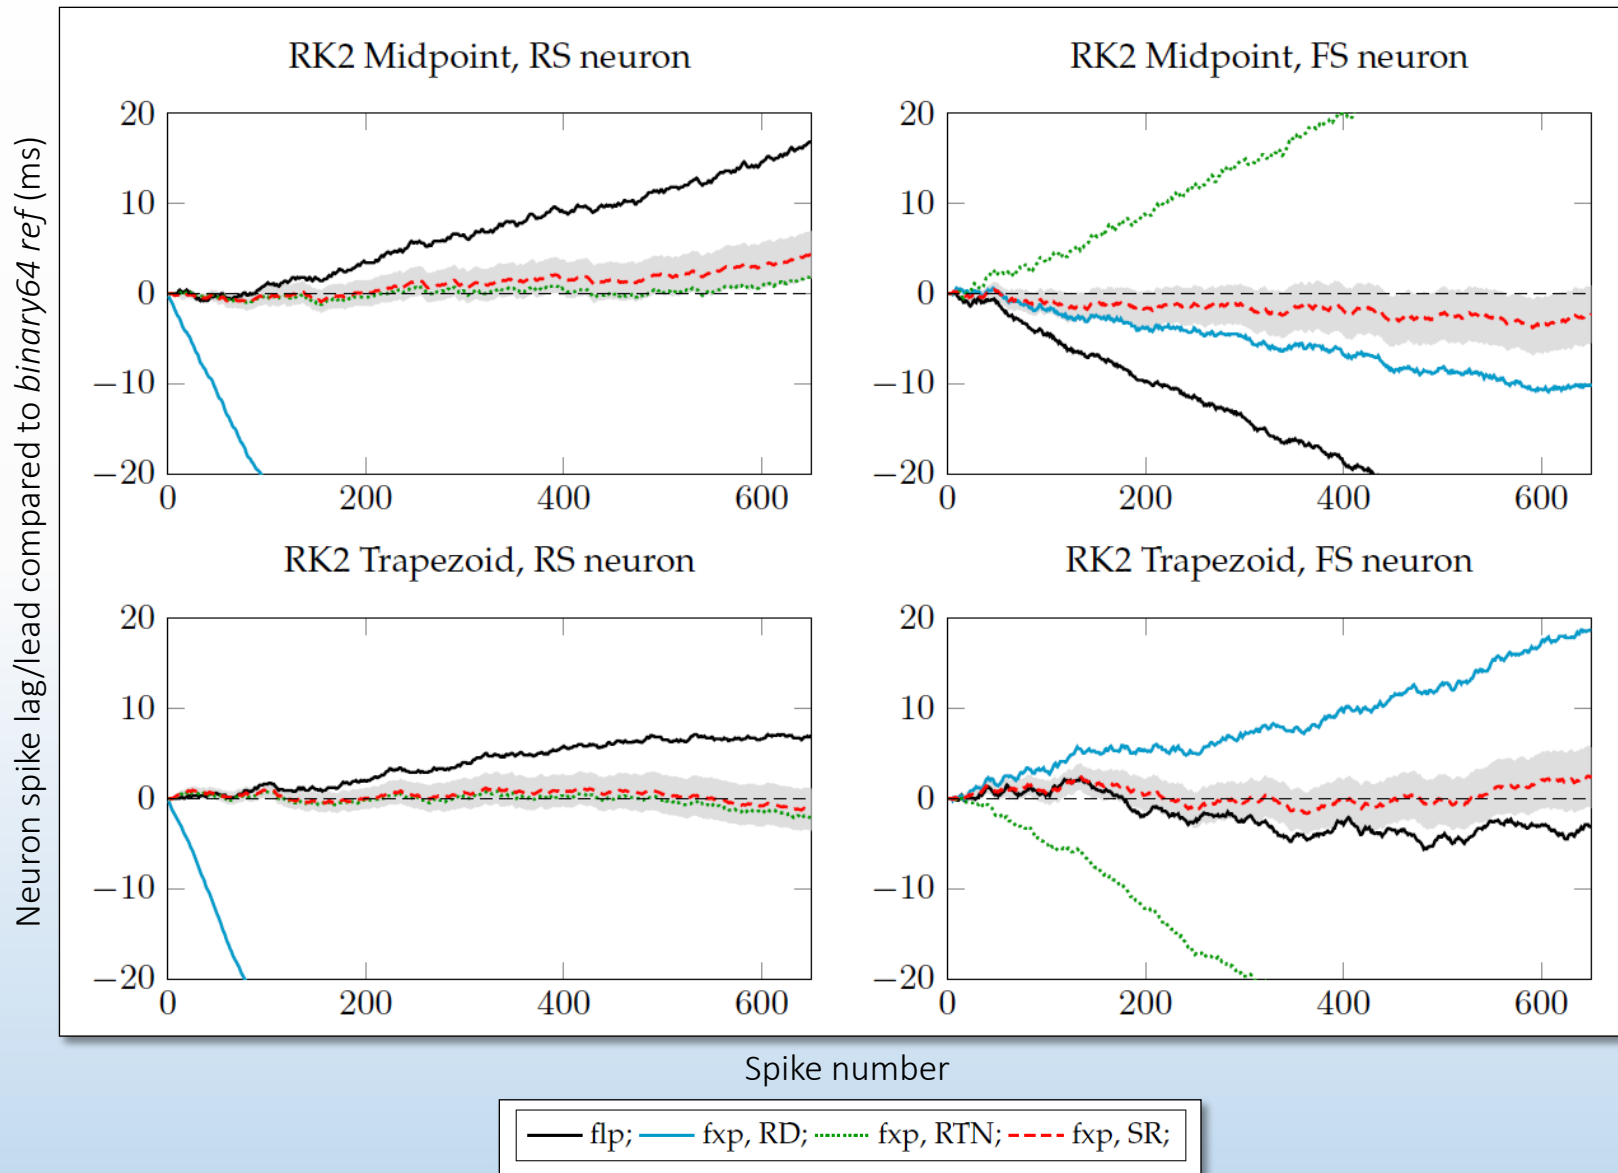 Neuron spike lag/lead compared to binary64 ref (ms)
RK2 Midpoint, RS neuron
20
10
0
−10
−20
0 200 400 600
RK2 Midpoint, FS neuron
20
10
0
−10
−20
0 200 400 600
RK2 Trapezoid, RS neuron
20
10
0
−10
−20
0 200 400 600
RK2 Trapezoid, FS neuron
20
10
0
−10
−20
0 200 400 600
Spike number
flp; fxp, RD; fxp, RTN; fxp, SR;